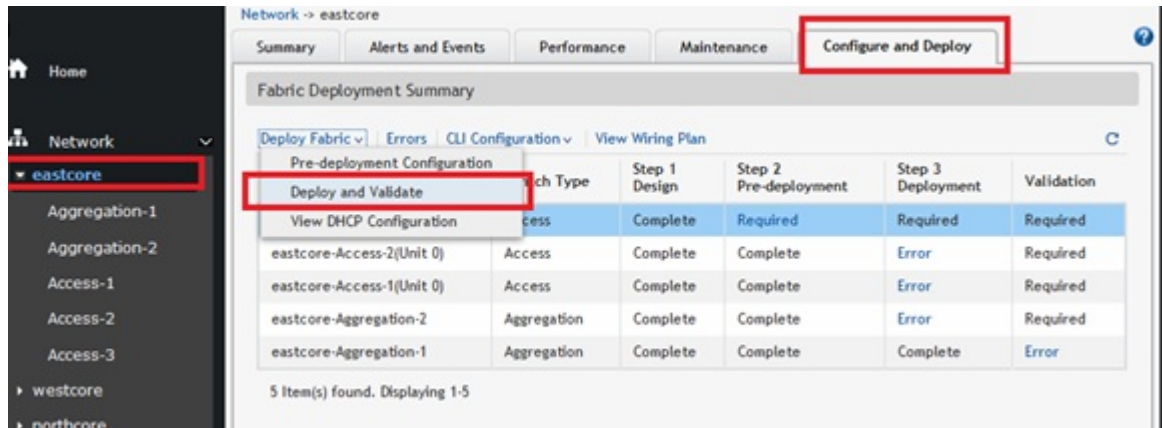 Network -> eastcore
Summary Alerts and Events Performance Maintenance Configure and Deploy
?
Home
Network
eastcore
Aggregation-1
Aggregation-2
Access-1
Access-2
Access-3
westcore
northcore
Fabric Deployment Summary
Deploy Fabric Errors CLI Configuration View Wiring Plan
Pre-deployment Configuration
Deploy and Validate
View DHCP Configuration
Type Step 1 Design Step 2 Pre-deployment Step 3 Deployment Validation
Complete Required Required Required
eastcore-Access-2(Unit 0) Access Complete Complete Error Required
eastcore-Access-1(Unit 0) Access Complete Complete Error Required
eastcore-Aggregation-2 Aggregation Complete Complete Error Required
eastcore-Aggregation-1 Aggregation Complete Complete Complete Error
5 Item(s) found. Displaying 1-5